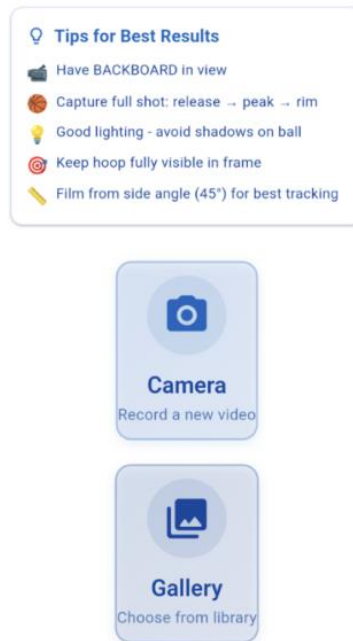 Tips for Best Results
Have BACKBOARD in view
Capture full shot: release → peak → rim
Good lighting - avoid shadows on ball
Keep hoop fully visible in frame
Film from side angle (45°) for best tracking
Camera
Record a new video
Gallery
Choose from library